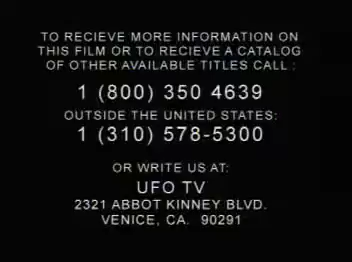 TO RECIEVE MORE INFORMATION ON
THIS FILM OR TO RECIEVE A CATALOG
OF OTHER AVAILABLE TITLES CALL :
1 (800) 350 4639
OUTSIDE THE UNITED STATES:
1 (310) 578-5300
OR WRITE US AT:
UFO TV
2321 ABBOT KINNEY BLVD.
VENICE, CA. 90291